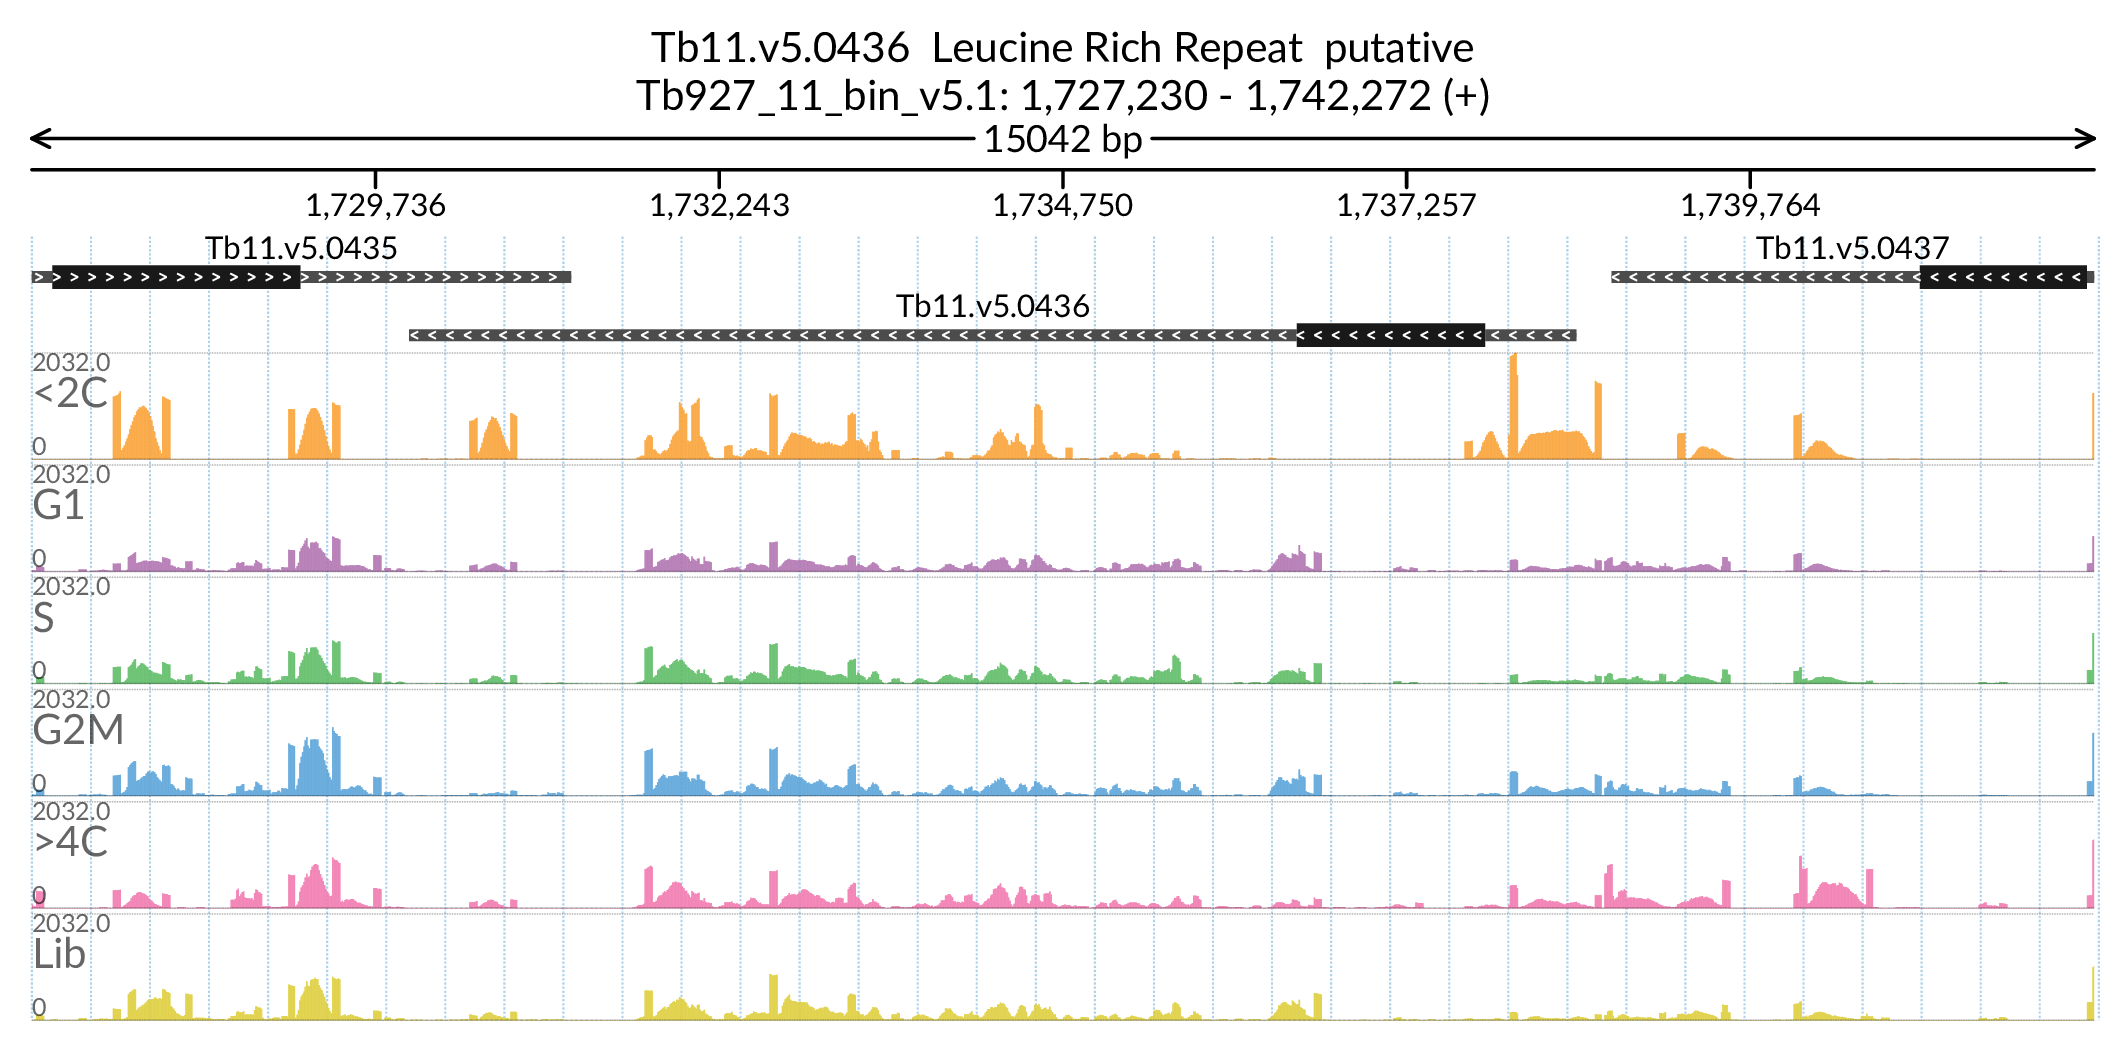 Tb11.v5.0436 Leucine Rich Repeat putative
Tb927_11_bin_v5.1: 1,727,230 - 1,742,272 (+)
15042 bp
1,729,736 1,732,243 1,734,750 1,737,257 1,739,764
Tb11.v5.0435 Tb11.v5.0437
Tb11.v5.0436
2032.0
<2C
0
2032.0
G1
0
2032.0
S
0
2032.0
G2M
0
2032.0
>4C
0
2032.0
Lib
0